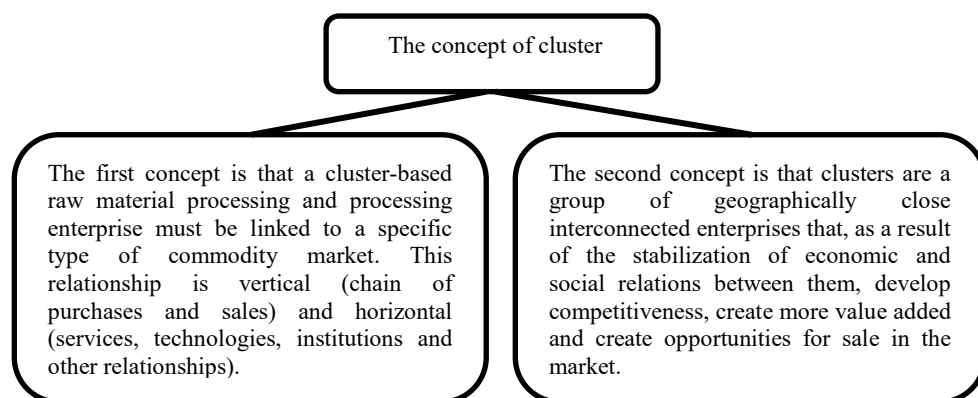 The concept of cluster
The first concept is that a cluster-based
raw material processing and processing
enterprise must be linked to a specific
type of commodity market. This
relationship is vertical (chain of
purchases and sales) and horizontal
(services, technologies, institutions and
other relationships).
The second concept is that clusters are a
group of geographically close
interconnected enterprises that, as a result
of the stabilization of economic and
social relations between them, develop
competitiveness, create more value added
and create opportunities for sale in the
market.